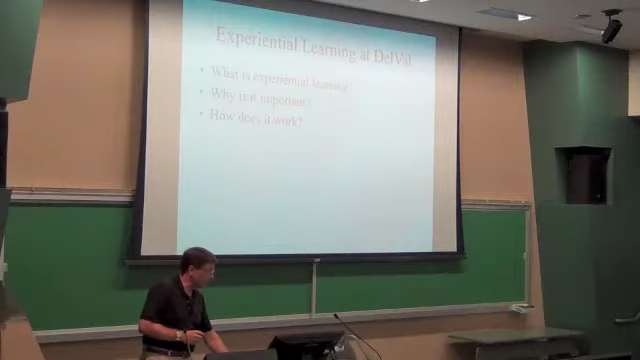 Experiential Learning at DelVal
• What is experiential learning?
• Why is it important?
• How does it work?